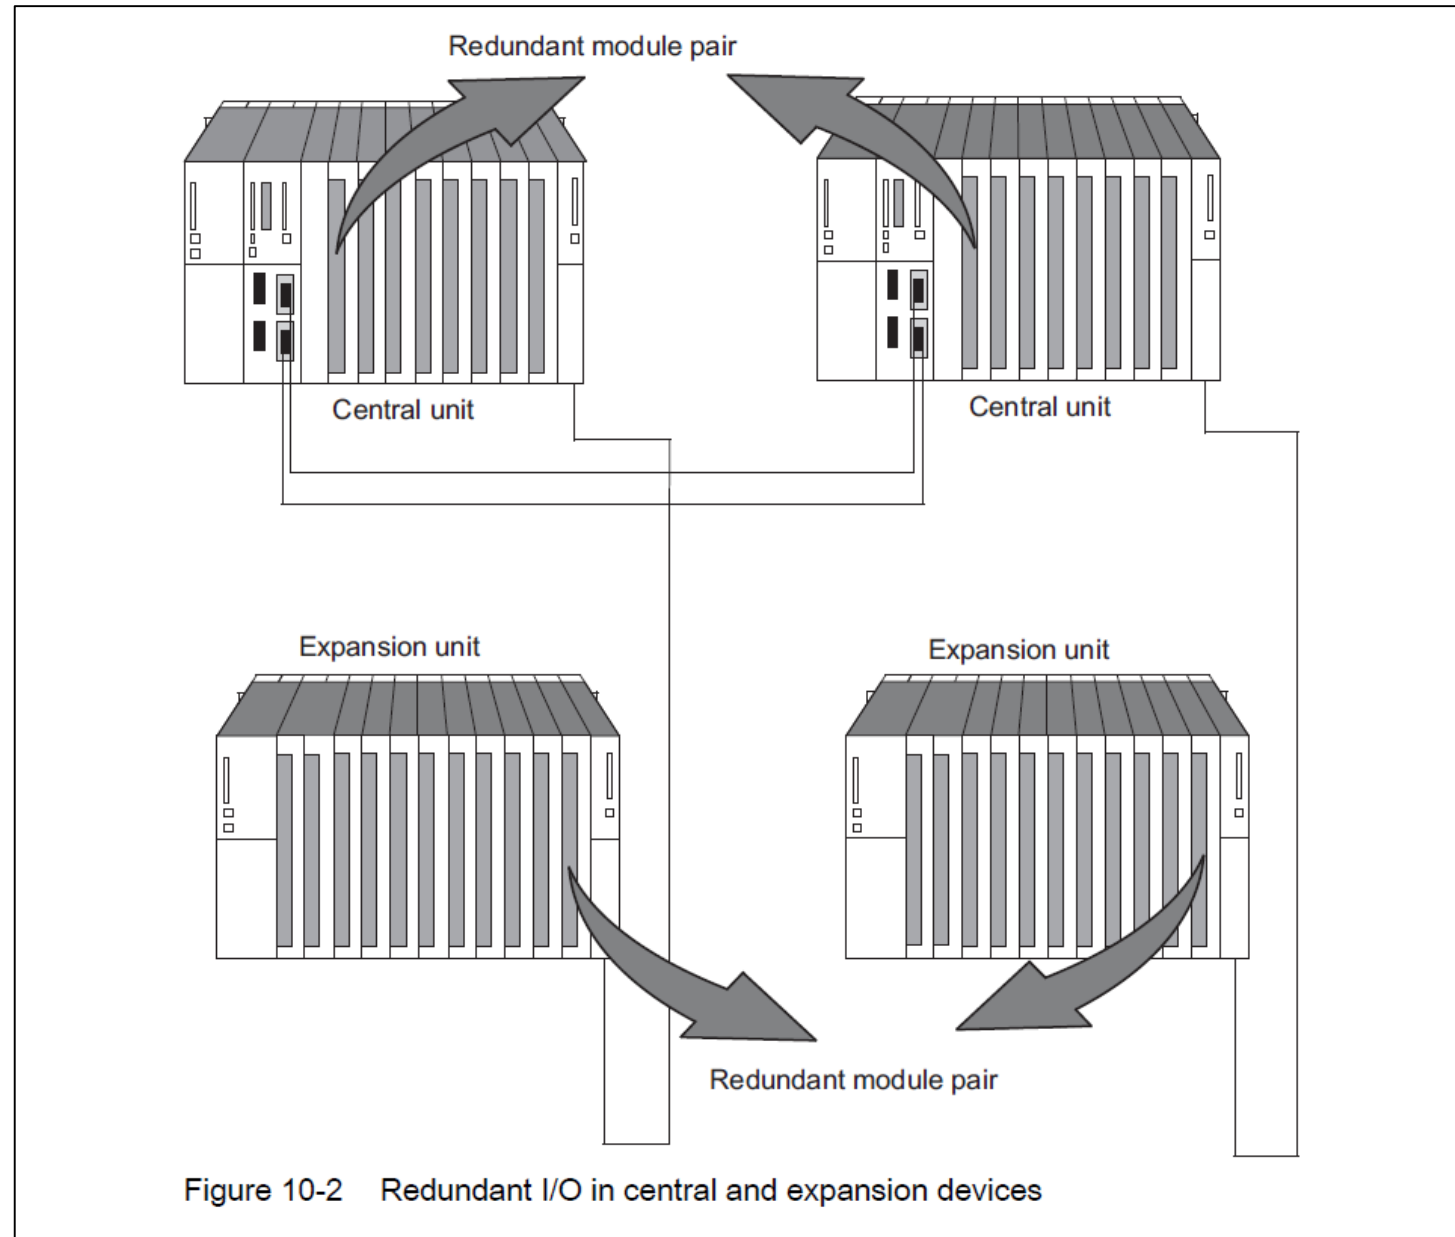 Redundant module pair
Central unit
Central unit
Expansion unit
Expansion unit
Redundant module pair
Figure 10-2 Redundant I/O in central and expansion devices